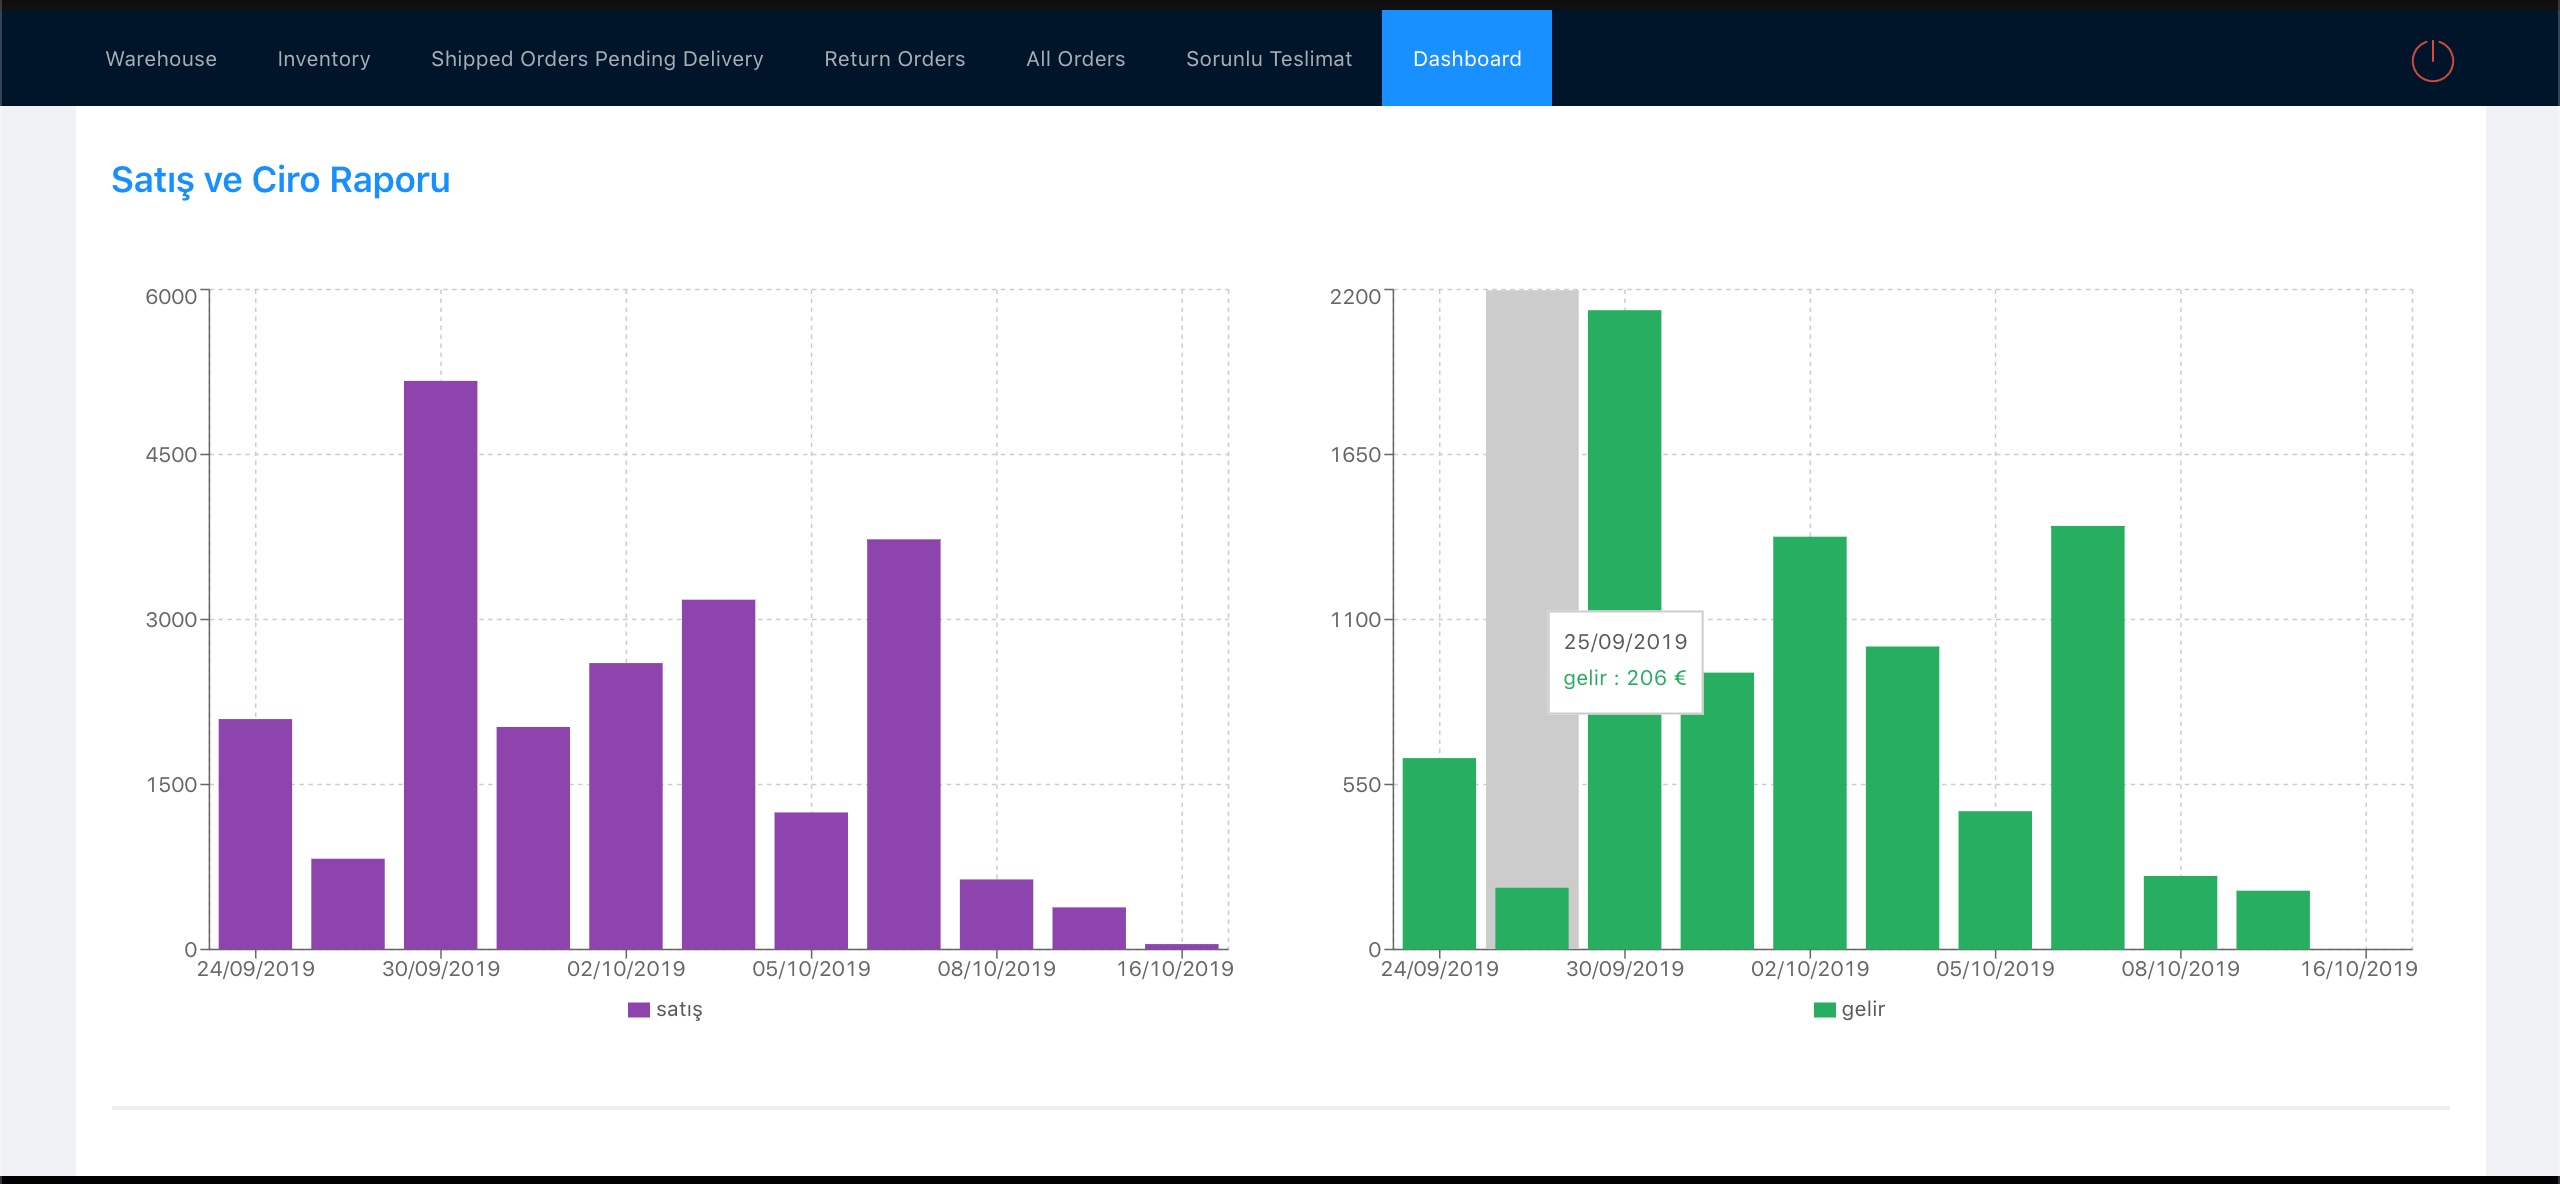 Warehouse Inventory Shipped Orders Pending Delivery Return Orders All Orders Sorunlu Teslimat Dashboard
Satış ve Ciro Raporu
6000
4500
3000
1500
0
24/09/2019 30/09/2019 02/10/2019 05/10/2019 08/10/2019 16/10/2019
satış
2200
1650
1100
550
0
25/09/2019
gelir : 206 €
24/09/2019 30/09/2019 02/10/2019 05/10/2019 08/10/2019 16/10/2019
gelir